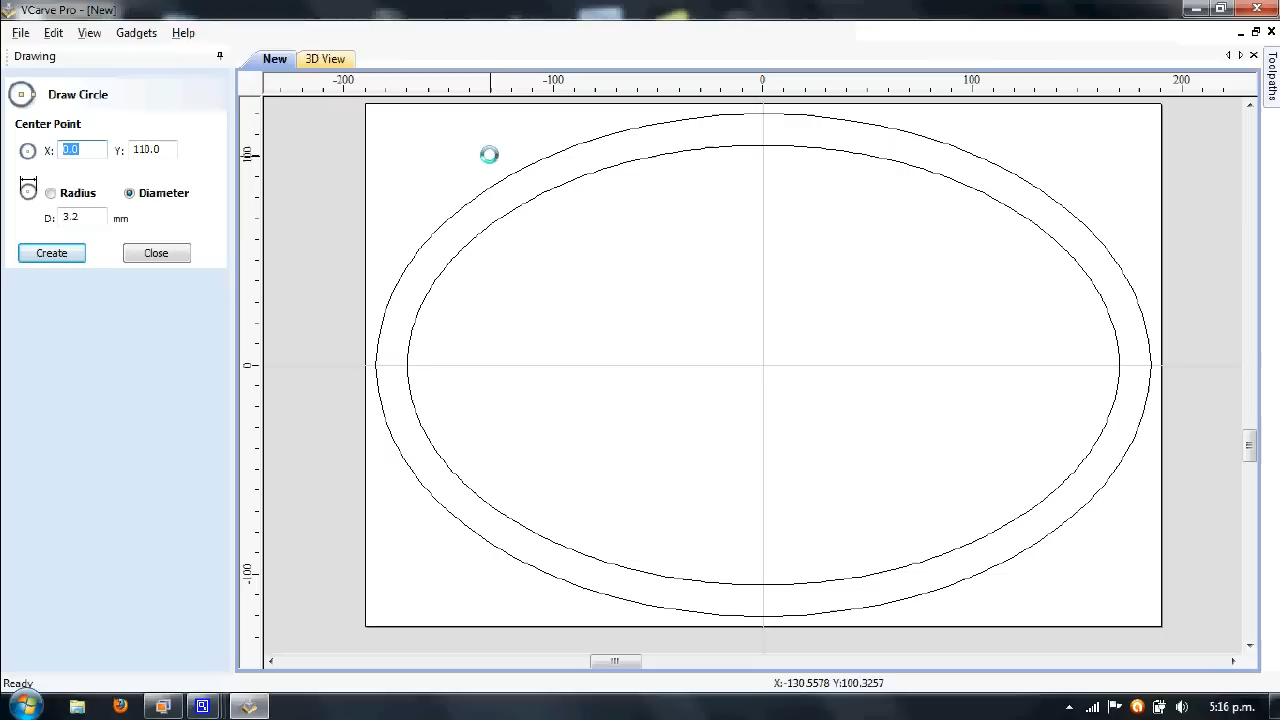 VCarve Pro - [New]
File Edit View Gadgets Help
Drawing
New 3D View
Toolpaths
-200 -100 0 100 200
Draw Circle
Center Point
X: 0.0 Y: 110.0
Radius Diameter
D: 3.2 mm
Create Close
100
0
-100
Ready
X:-130.5578 Y:100.3257
5:16 p.m.